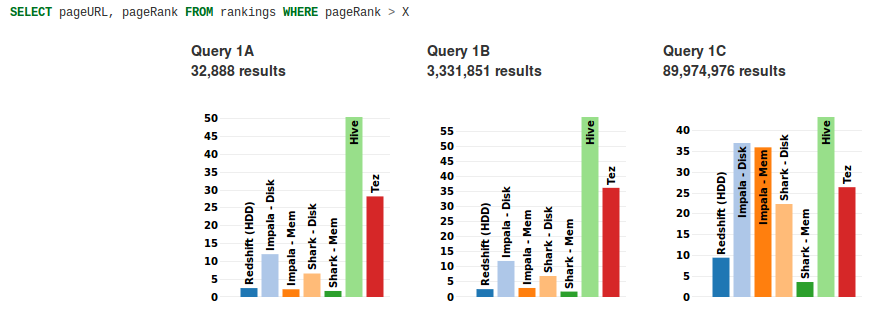 SELECT pageURL, pageRank FROM rankings WHERE pageRank > X
Query 1A
32,888 results
50
45
40
35
30
25
20
15
10
5
0
Redshift (HDD)
Impala - Disk
Impala - Mem
Shark - Disk
Shark - Mem
Hive
Tez
Query 1B
3,331,851 results
55
50
45
40
35
30
25
20
15
10
5
0
Redshift (HDD)
Impala - Disk
Impala - Mem
Shark - Disk
Shark - Mem
Hive
Tez
Query 1C
89,974,976 results
40
35
30
25
20
15
10
5
0
Redshift (HDD)
Impala - Disk
Impala - Mem
Shark - Disk
Shark - Mem
Hive
Tez